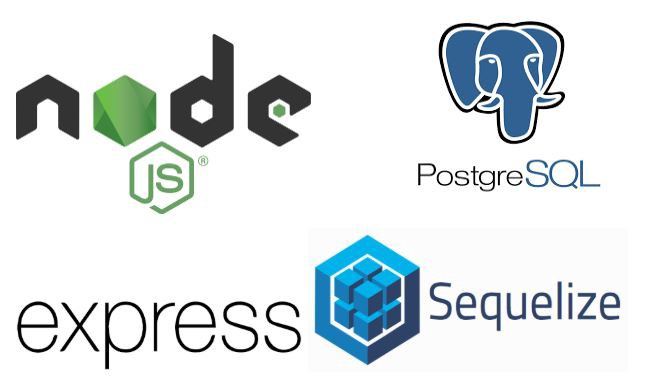 node
JS®
PostgreSQL
express
Sequelize